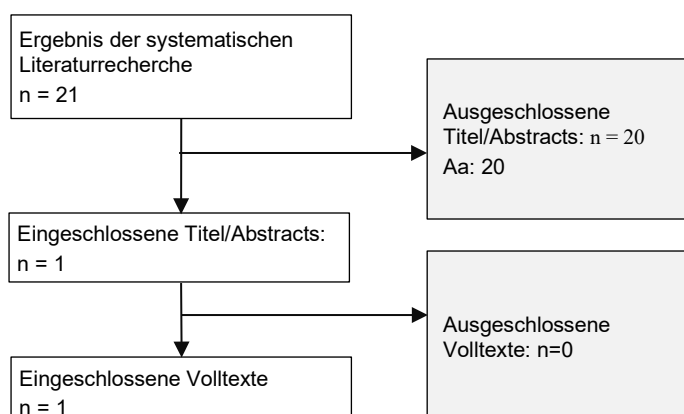 Ergebnis der systematischen
Literaturrecherche
n = 21
Ausgeschlossene
Titel/Abstracts: n = 20
Aa: 20
Eingeschlossene Titel/Abstracts:
n = 1
Ausgeschlossene
Volltexte: n=0
Eingeschlossene Volltexte
n = 1